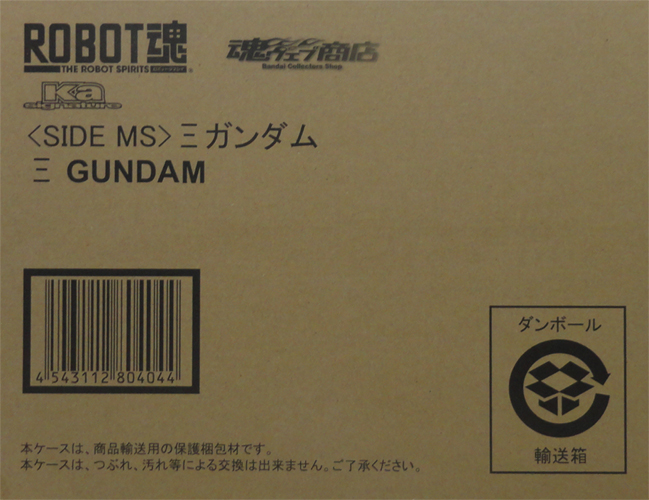 ROBOT魂
THE ROBOT SPIRITS
魂ウェブ商店
Bandai Collectors Shop
Ka
signature
〈SIDE MS〉Ξガンダム
Ξ GUNDAM
4 543112 804044
ダンボール
輸送箱
本ケースは、商品輸送用の保護梱包材です。
本ケースは、つぶれ、汚れ等による交換は出来ません。ご了承ください。